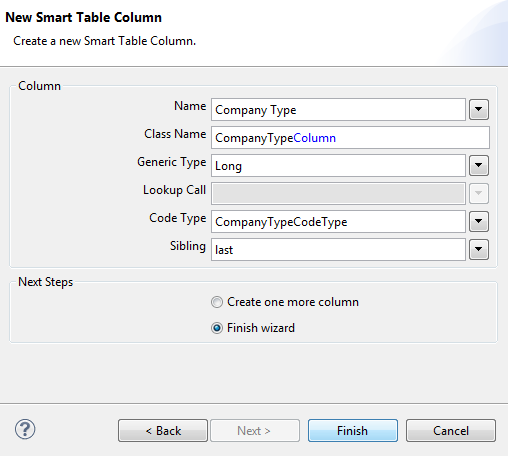 New Smart Table Column
Create a new Smart Table Column.
Column
Name Company Type
Class Name CompanyTypeColumn
Generic Type Long
Lookup Call
Code Type CompanyTypeCodeType
Sibling last
Next Steps
Create one more column
Finish wizard
? < Back Next > Finish Cancel